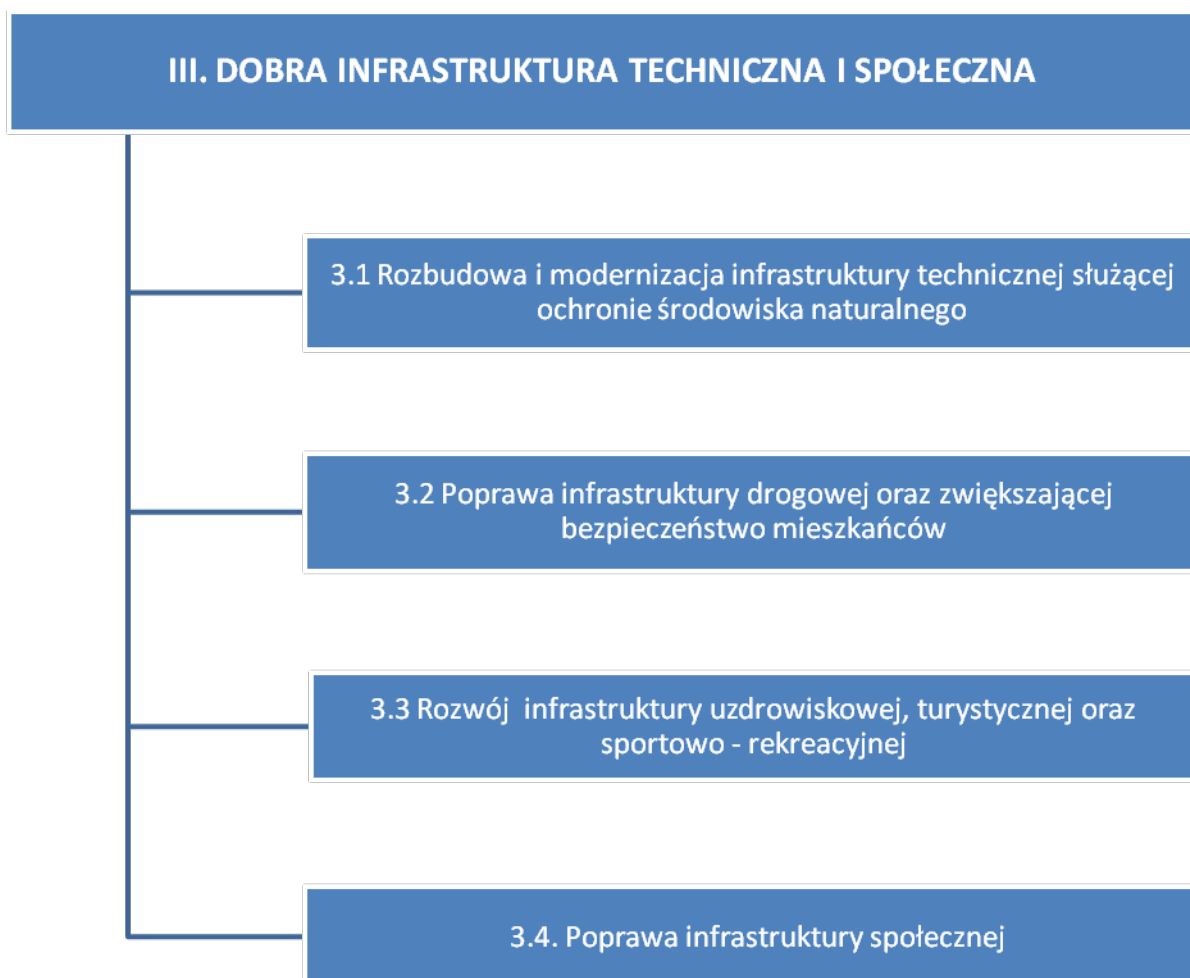 III. DOBRA INFRASTRUKTURA TECHNICZNA I SPOŁECZNA
3.1 Rozbudowa i modernizacja infrastruktury technicznej służącej
ochronie środowiska naturalnego
3.2 Poprawa infrastruktury drogowej oraz zwiększającej
bezpieczeństwo mieszkańców
3.3 Rozwój  infrastruktury uzdrowiskowej, turystycznej oraz
sportowo - rekreacyjnej
3.4. Poprawa infrastruktury społecznej